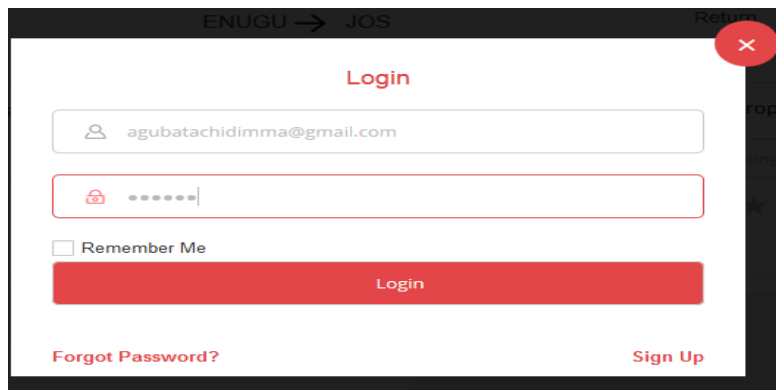 ENUGU → JOS
Return
×
Login
agubatachidimma@gmail.com
••••••
Remember Me
Login
Forgot Password?
Sign Up